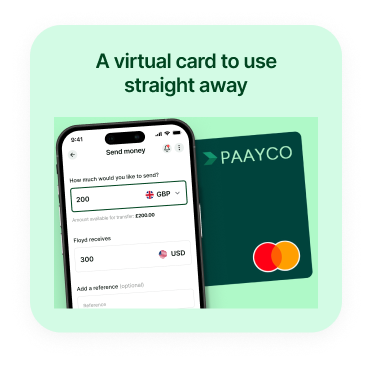 A virtual card to use
straight away
9:41
Send money
PAAYCO
How much would you like to send?
200
GBP
Amount available for transfer: £200.00
Floyd receives
300
USD
Add a reference (optional)
Reference